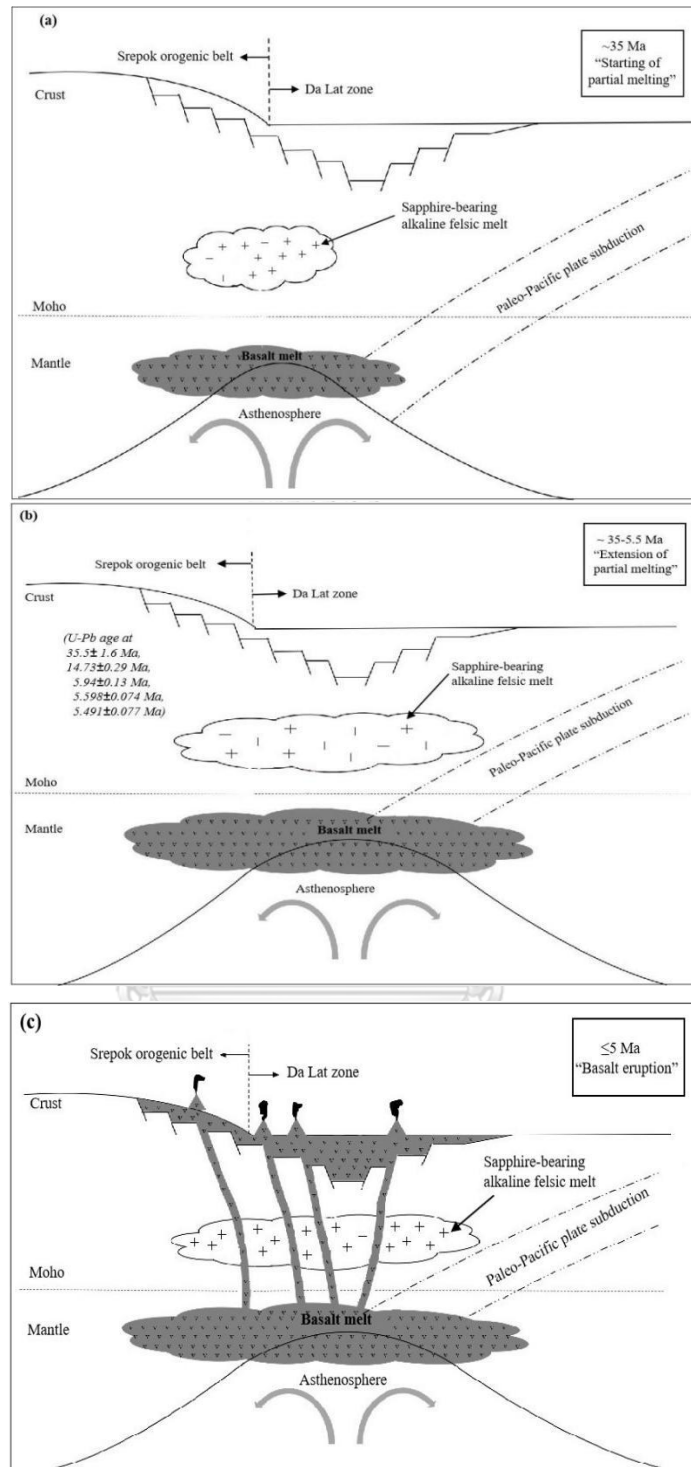 (a)
Srepok orogenic belt
~35 Ma
“Starting of
partial melting”
Da Lat zone
Crust
Sapphire-bearing
alkaline felsic melt
Paleo-Pacific plate subduction
Moho
Mantle
Basalt melt
Asthenosphere
(b)
~ 35-5.5 Ma
“Extension of
partial melting”
Srepok orogenic belt
Da Lat zone
Crust
(U-Pb age at
35.5± 1.6 Ma,
14.73±0.29 Ma,
5.94±0.13 Ma,
5.598±0.074 Ma,
5.491±0.077 Ma)
Sapphire-bearing
alkaline felsic melt
Paleo-Pacific plate subduction
Moho
Mantle
Basalt melt
Asthenosphere
(c)
≤5 Ma
“Basalt eruption”
Srepok orogenic belt
Da Lat zone
Crust
Sapphire-bearing
alkaline felsic melt
Paleo-Pacific plate subduction
Moho
Mantle
Basalt melt
Asthenosphere